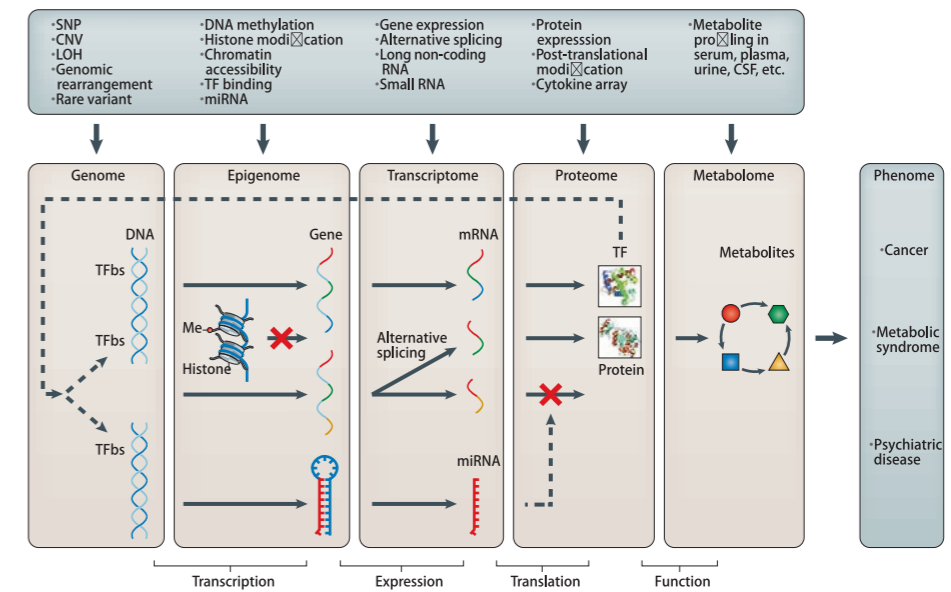 •SNP
•CNV
•LOH
•Genomic
rearrangement
•Rare variant
•DNA methylation
•Histone modi☒cation
•Chromatin
accessibility
•TF binding
•miRNA
•Gene expression
•Alternative splicing
•Long non-coding
RNA
•Small RNA
•Protein
expresssion
•Post-translational
modi☒cation
•Cytokine array
•Metabolite
pro☒ling in
serum, plasma,
urine, CSF, etc.
Genome
Epigenome
Transcriptome
Proteome
Metabolome
Phenome
DNA
Gene
mRNA
TF
Metabolites
TFbs
•Cancer
Me
TFbs
Alternative
splicing
Histone
Protein
•Metabolic
syndrome
TFbs
miRNA
•Psychiatric
disease
Transcription
Expression
Translation
Function